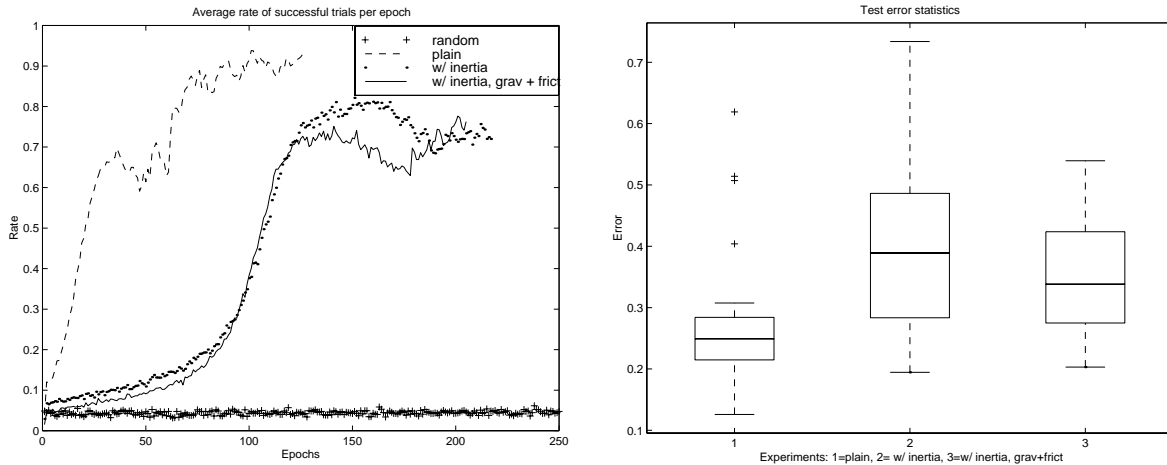 Average rate of successful trials per epoch
1
0.9
0.8
0.7
0.6
0.5
0.4
0.3
0.2
0.1
0
Rate
0 50 100 150 200 250
Epochs
random
plain
w/ inertia
w/ inertia, grav + frict
Test error statistics
0.7
0.6
0.5
0.4
0.3
0.2
0.1
Error
1 2 3
Experiments: 1=plain, 2= w/ inertia, 3=w/ inertia, grav+frict